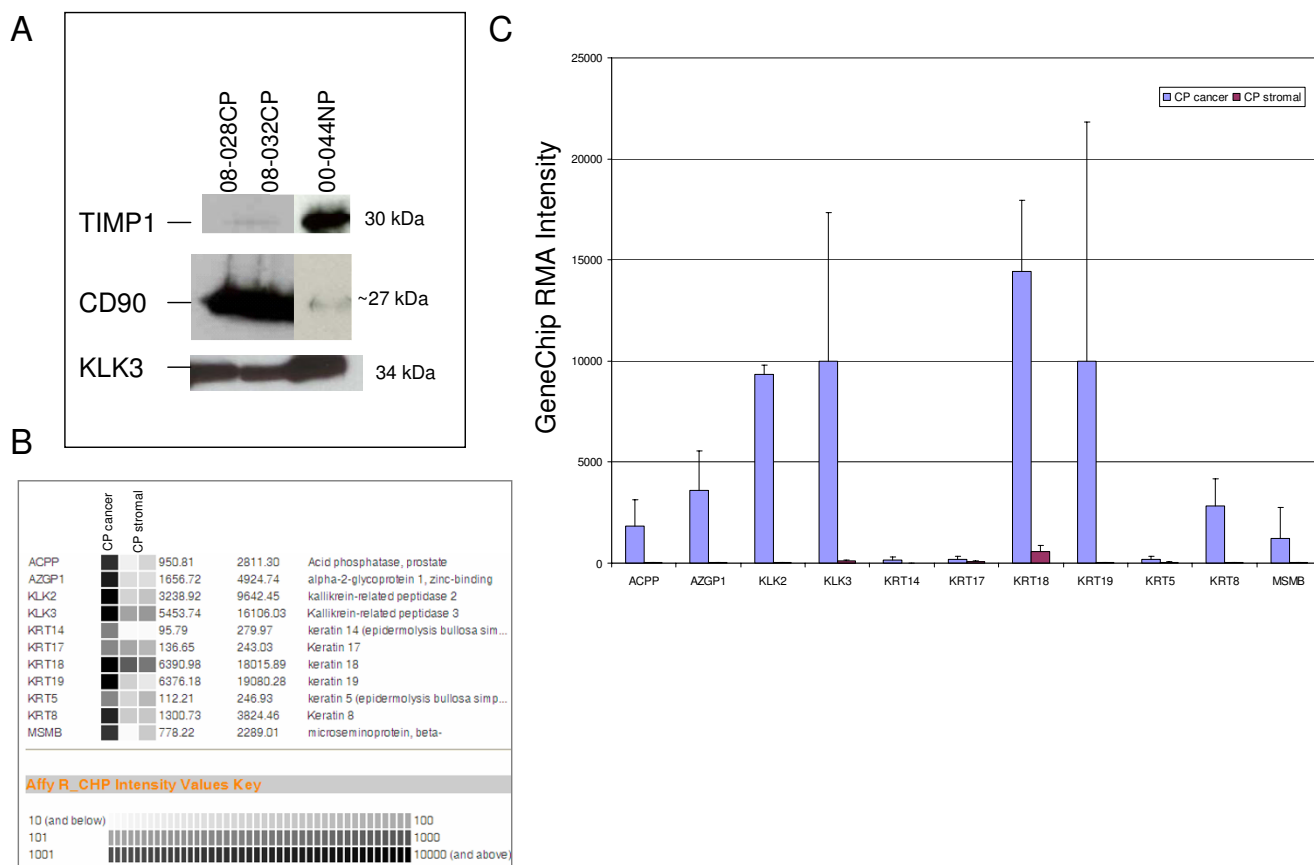 A
08-028CP
08-032CP
00-044NP
TIMP1
30 kDa
CD90
~27 kDa
KLK3
34 kDa
B
CP cancer
CP stromal
ACPP 950.81 2811.30 Acid phosphatase, prostate
AZGP1 1656.72 4924.74 alpha-2-glycoprotein 1, zinc-binding
KLK2 3238.92 9642.45 kallikrein-related peptidase 2
KLK3 5453.74 16106.03 Kallikrein-related peptidase 3
KRT14 95.79 279.97 keratin 14 (epidermolysis bullosa sim...
KRT17 136.65 243.03 Keratin 17
KRT18 6390.98 18015.89 keratin 18
KRT19 6376.18 19080.28 keratin 19
KRT5 112.21 246.93 keratin 5 (epidermolysis bullosa simp...
KRT8 1300.73 3824.46 Keratin 8
MSMB 778.22 2289.01 microseminoprotein, beta-
Affy R_CHP Intensity Values Key
10 (and below) 100
101 1000
1001 10000 (and above)
C
GeneChip RMA Intensity
25000
20000
15000
10000
5000
0
CP cancer CP stromal
ACPP AZGP1 KLK2 KLK3 KRT14 KRT17 KRT18 KRT19 KRT5 KRT8 MSMB